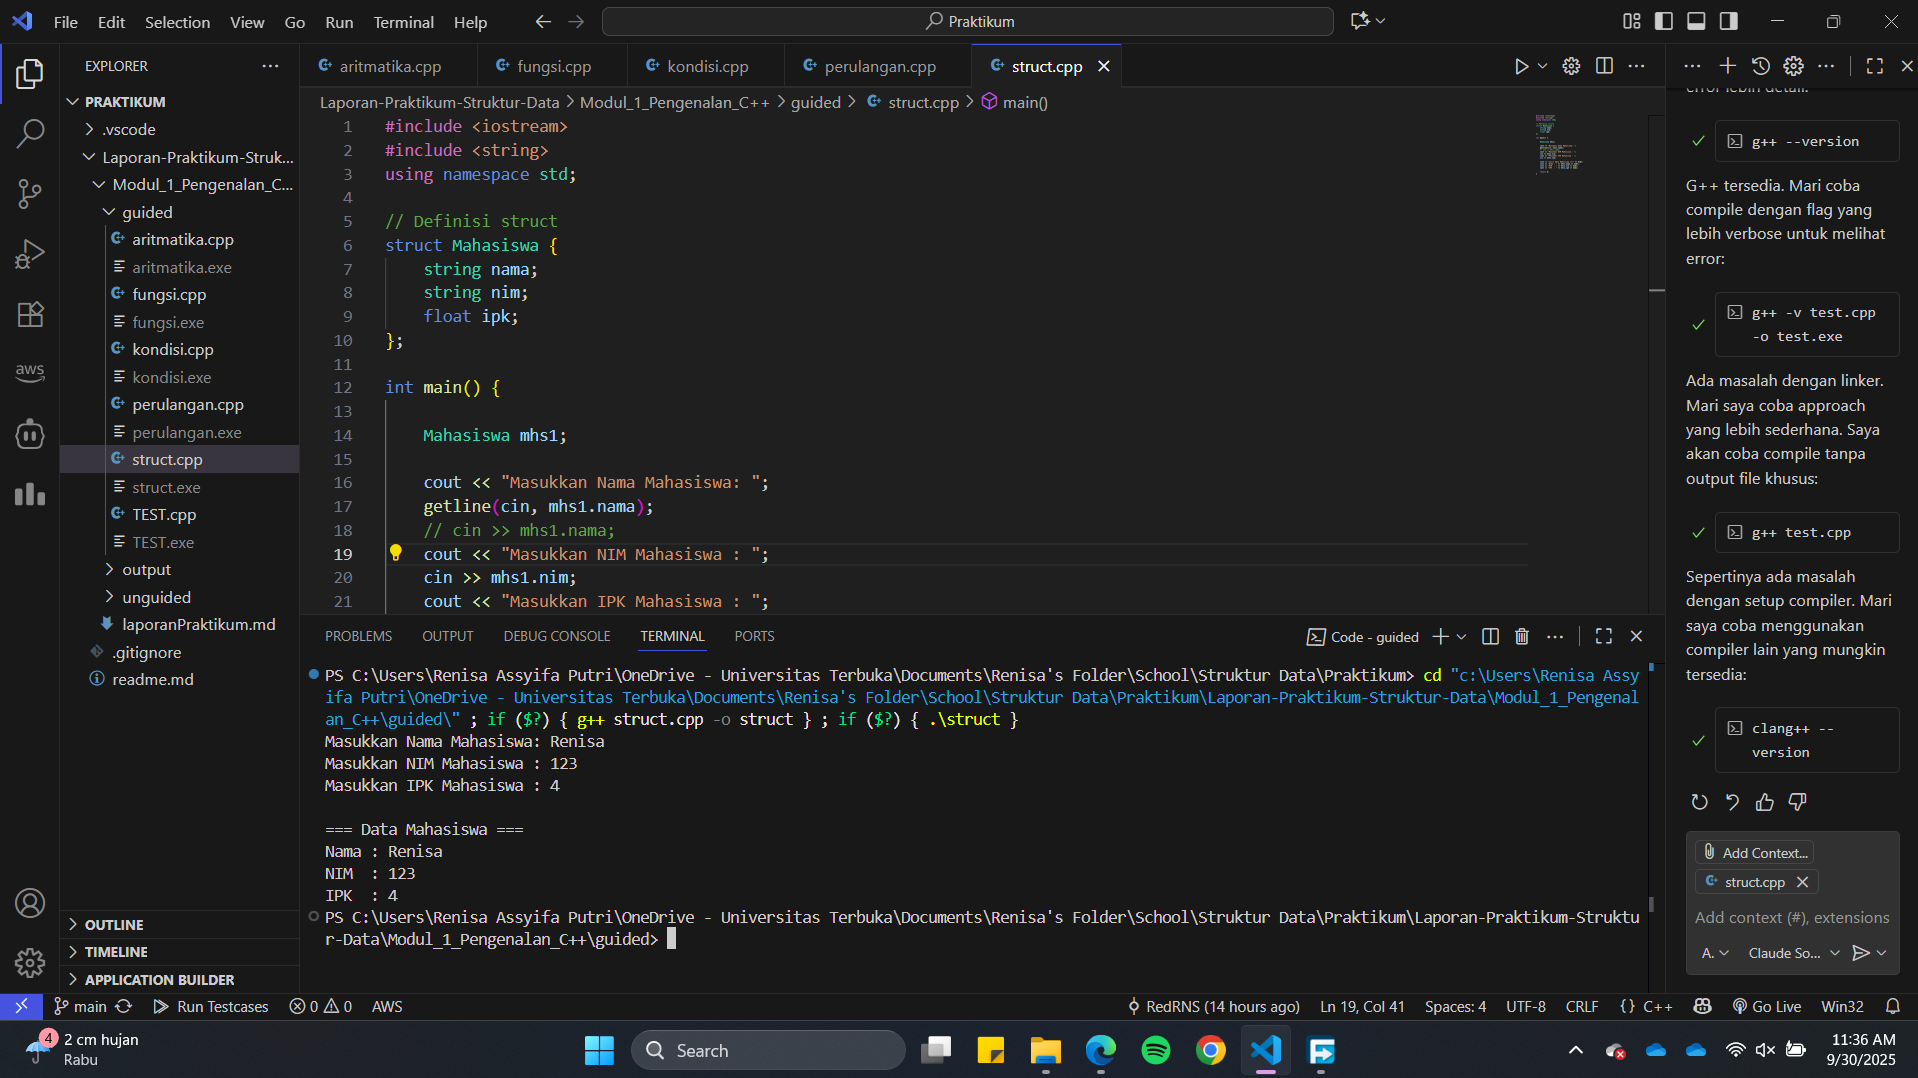 File Edit Selection View Go Run Terminal Help
Praktikum
EXPLORER
PRAKTIKUM
.vscode
Laporan-Praktikum-Struk...
Modul_1_Pengenalan_C...
guided
aritmatika.cpp
aritmatika.exe
fungsi.cpp
fungsi.exe
kondisi.cpp
kondisi.exe
perulangan.cpp
perulangan.exe
struct.cpp
struct.exe
TEST.cpp
TEST.exe
output
unguided
laporanPraktikum.md
.gitignore
readme.md
OUTLINE
TIMELINE
APPLICATION BUILDER
aws
aritmatika.cpp fungsi.cpp kondisi.cpp perulangan.cpp struct.cpp
Laporan-Praktikum-Struktur-Data > Modul_1_Pengenalan_C++ > guided > struct.cpp > main()
1 #include <iostream>
2 #include <string>
3 using namespace std;
4
5 // Definisi struct
6 struct Mahasiswa {
7 string nama;
8 string nim;
9 float ipk;
10 };
11
12 int main() {
13
14 Mahasiswa mhs1;
15
16 cout << "Masukkan Nama Mahasiswa: ";
17 getline(cin, mhs1.nama);
18 // cin >> mhs1.nama;
19 cout << "Masukkan NIM Mahasiswa : ";
20 cin >> mhs1.nim;
21 cout << "Masukkan IPK Mahasiswa : ";
PROBLEMS OUTPUT DEBUG CONSOLE TERMINAL PORTS
Code - guided
PS C:\Users\Renisa Assyifa Putri\OneDrive - Universitas Terbuka\Documents\Renisa's Folder\School\Struktur Data\Praktikum> cd "c:\Users\Renisa Assy
ifa Putri\OneDrive - Universitas Terbuka\Documents\Renisa's Folder\School\Struktur Data\Praktikum\Laporan-Praktikum-Struktur-Data\Modul_1_Pengenal
an_C++\guided\" ; if ($?) { g++ struct.cpp -o struct } ; if ($?) { .\struct }
Masukkan Nama Mahasiswa: Renisa
Masukkan NIM Mahasiswa : 123
Masukkan IPK Mahasiswa : 4
=== Data Mahasiswa ===
Nama : Renisa
NIM : 123
IPK : 4
PS C:\Users\Renisa Assyifa Putri\OneDrive - Universitas Terbuka\Documents\Renisa's Folder\School\Struktur Data\Praktikum\Laporan-Praktikum-Struktu
r-Data\Modul_1_Pengenalan_C++\guided>
error lebih detail.
g++ --version
G++ tersedia. Mari coba
compile dengan flag yang
lebih verbose untuk melihat
error:
g++ -v test.cpp
-o test.exe
Ada masalah dengan linker.
Mari saya coba approach
yang lebih sederhana. Saya
akan coba compile tanpa
output file khusus:
g++ test.cpp
Sepertinya ada masalah
dengan setup compiler. Mari
saya coba menggunakan
compiler lain yang mungkin
tersedia:
clang++ --
version
Add Context...
struct.cpp
Add context (#), extensions
A. Claude So...
main Run Testcases 0 0 AWS
RedRNS (14 hours ago) Ln 19, Col 41 Spaces: 4 UTF-8 CRLF {} C++ Go Live Win32
4
2 cm hujan
Rabu
Search
11:36 AM
9/30/2025